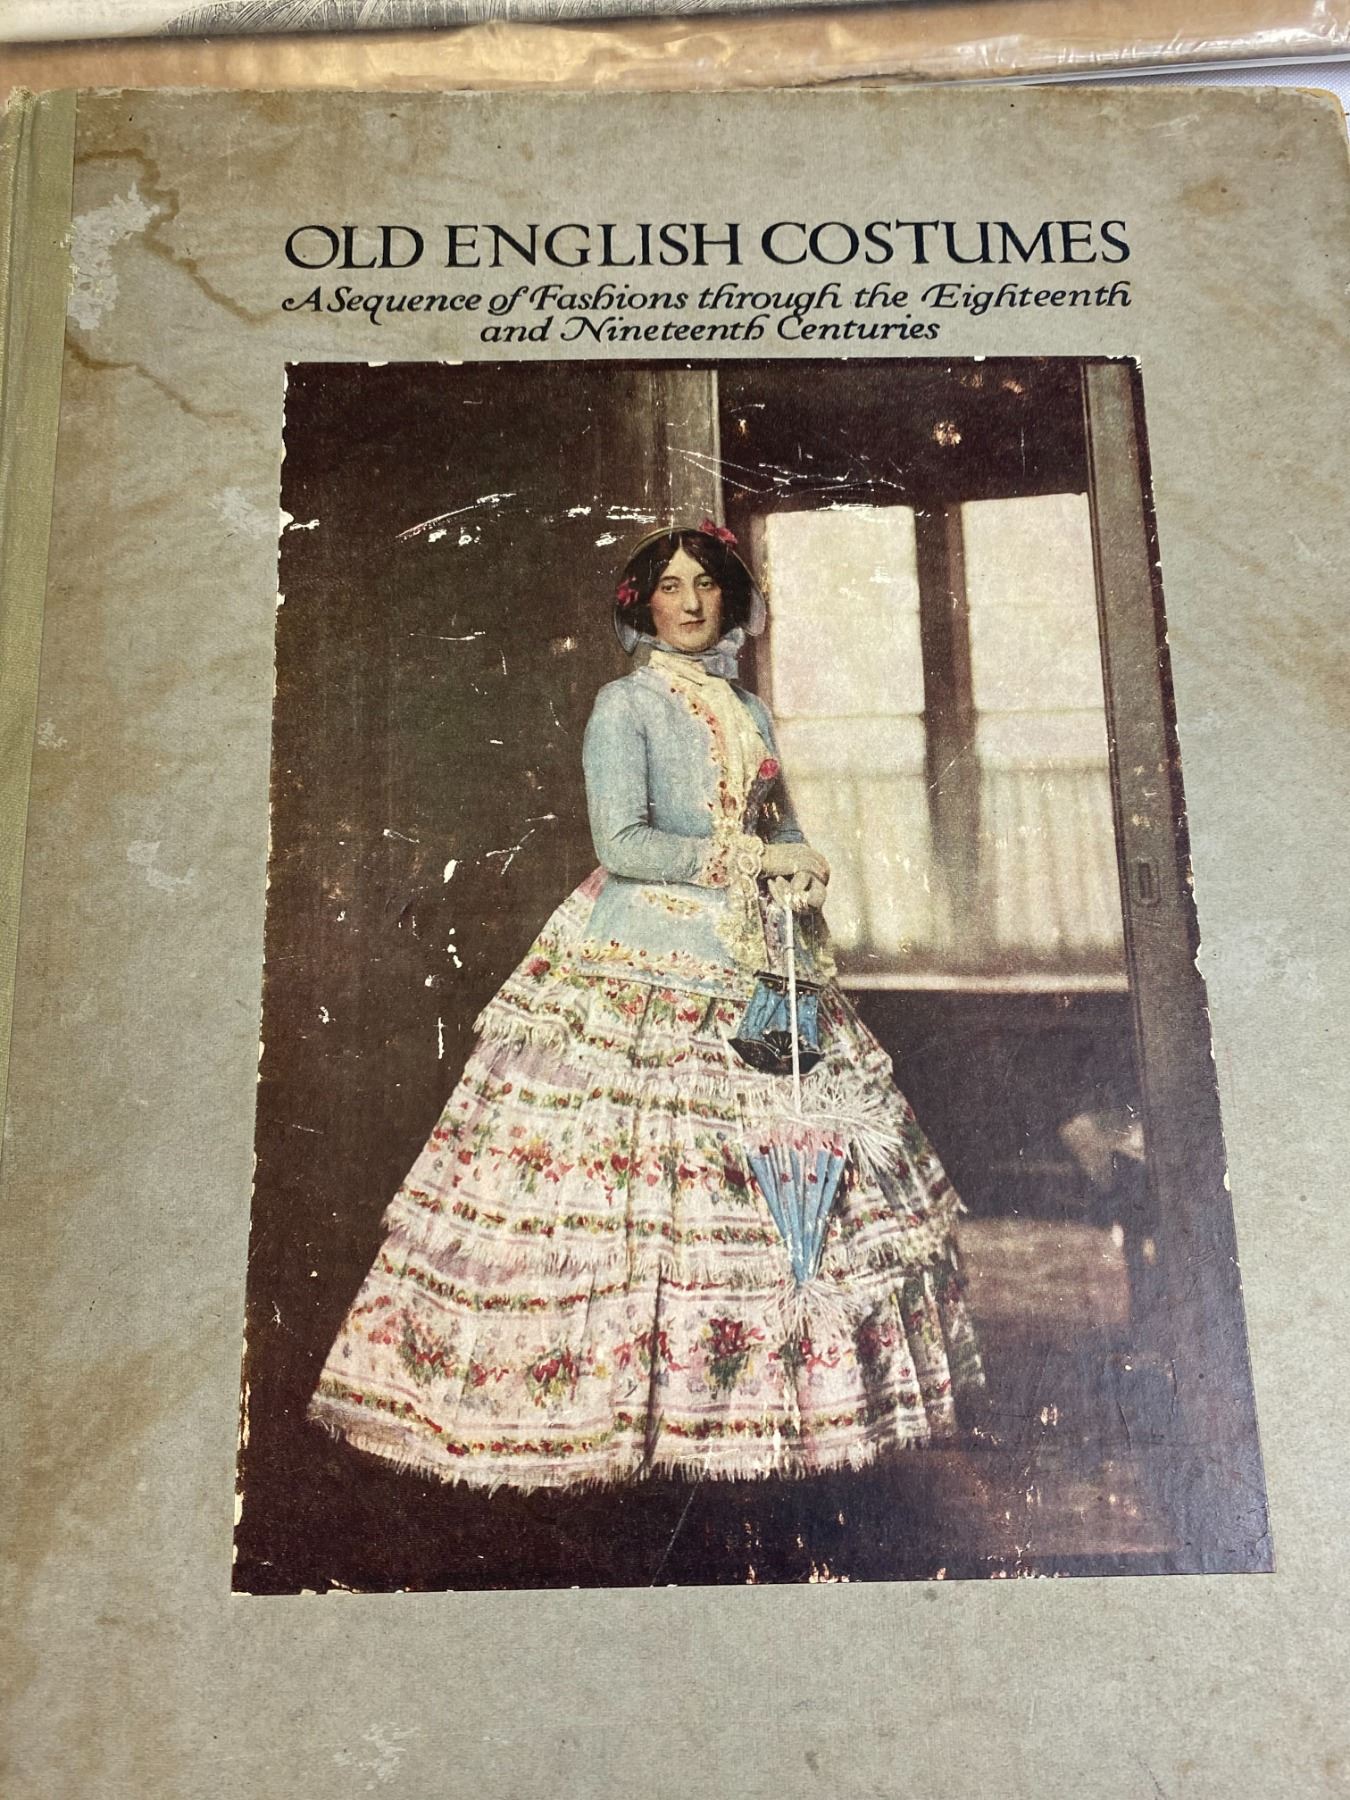 OLD ENGLISH COSTUMES
A Sequence of Fashions through the Eighteenth
and Nineteenth Centuries